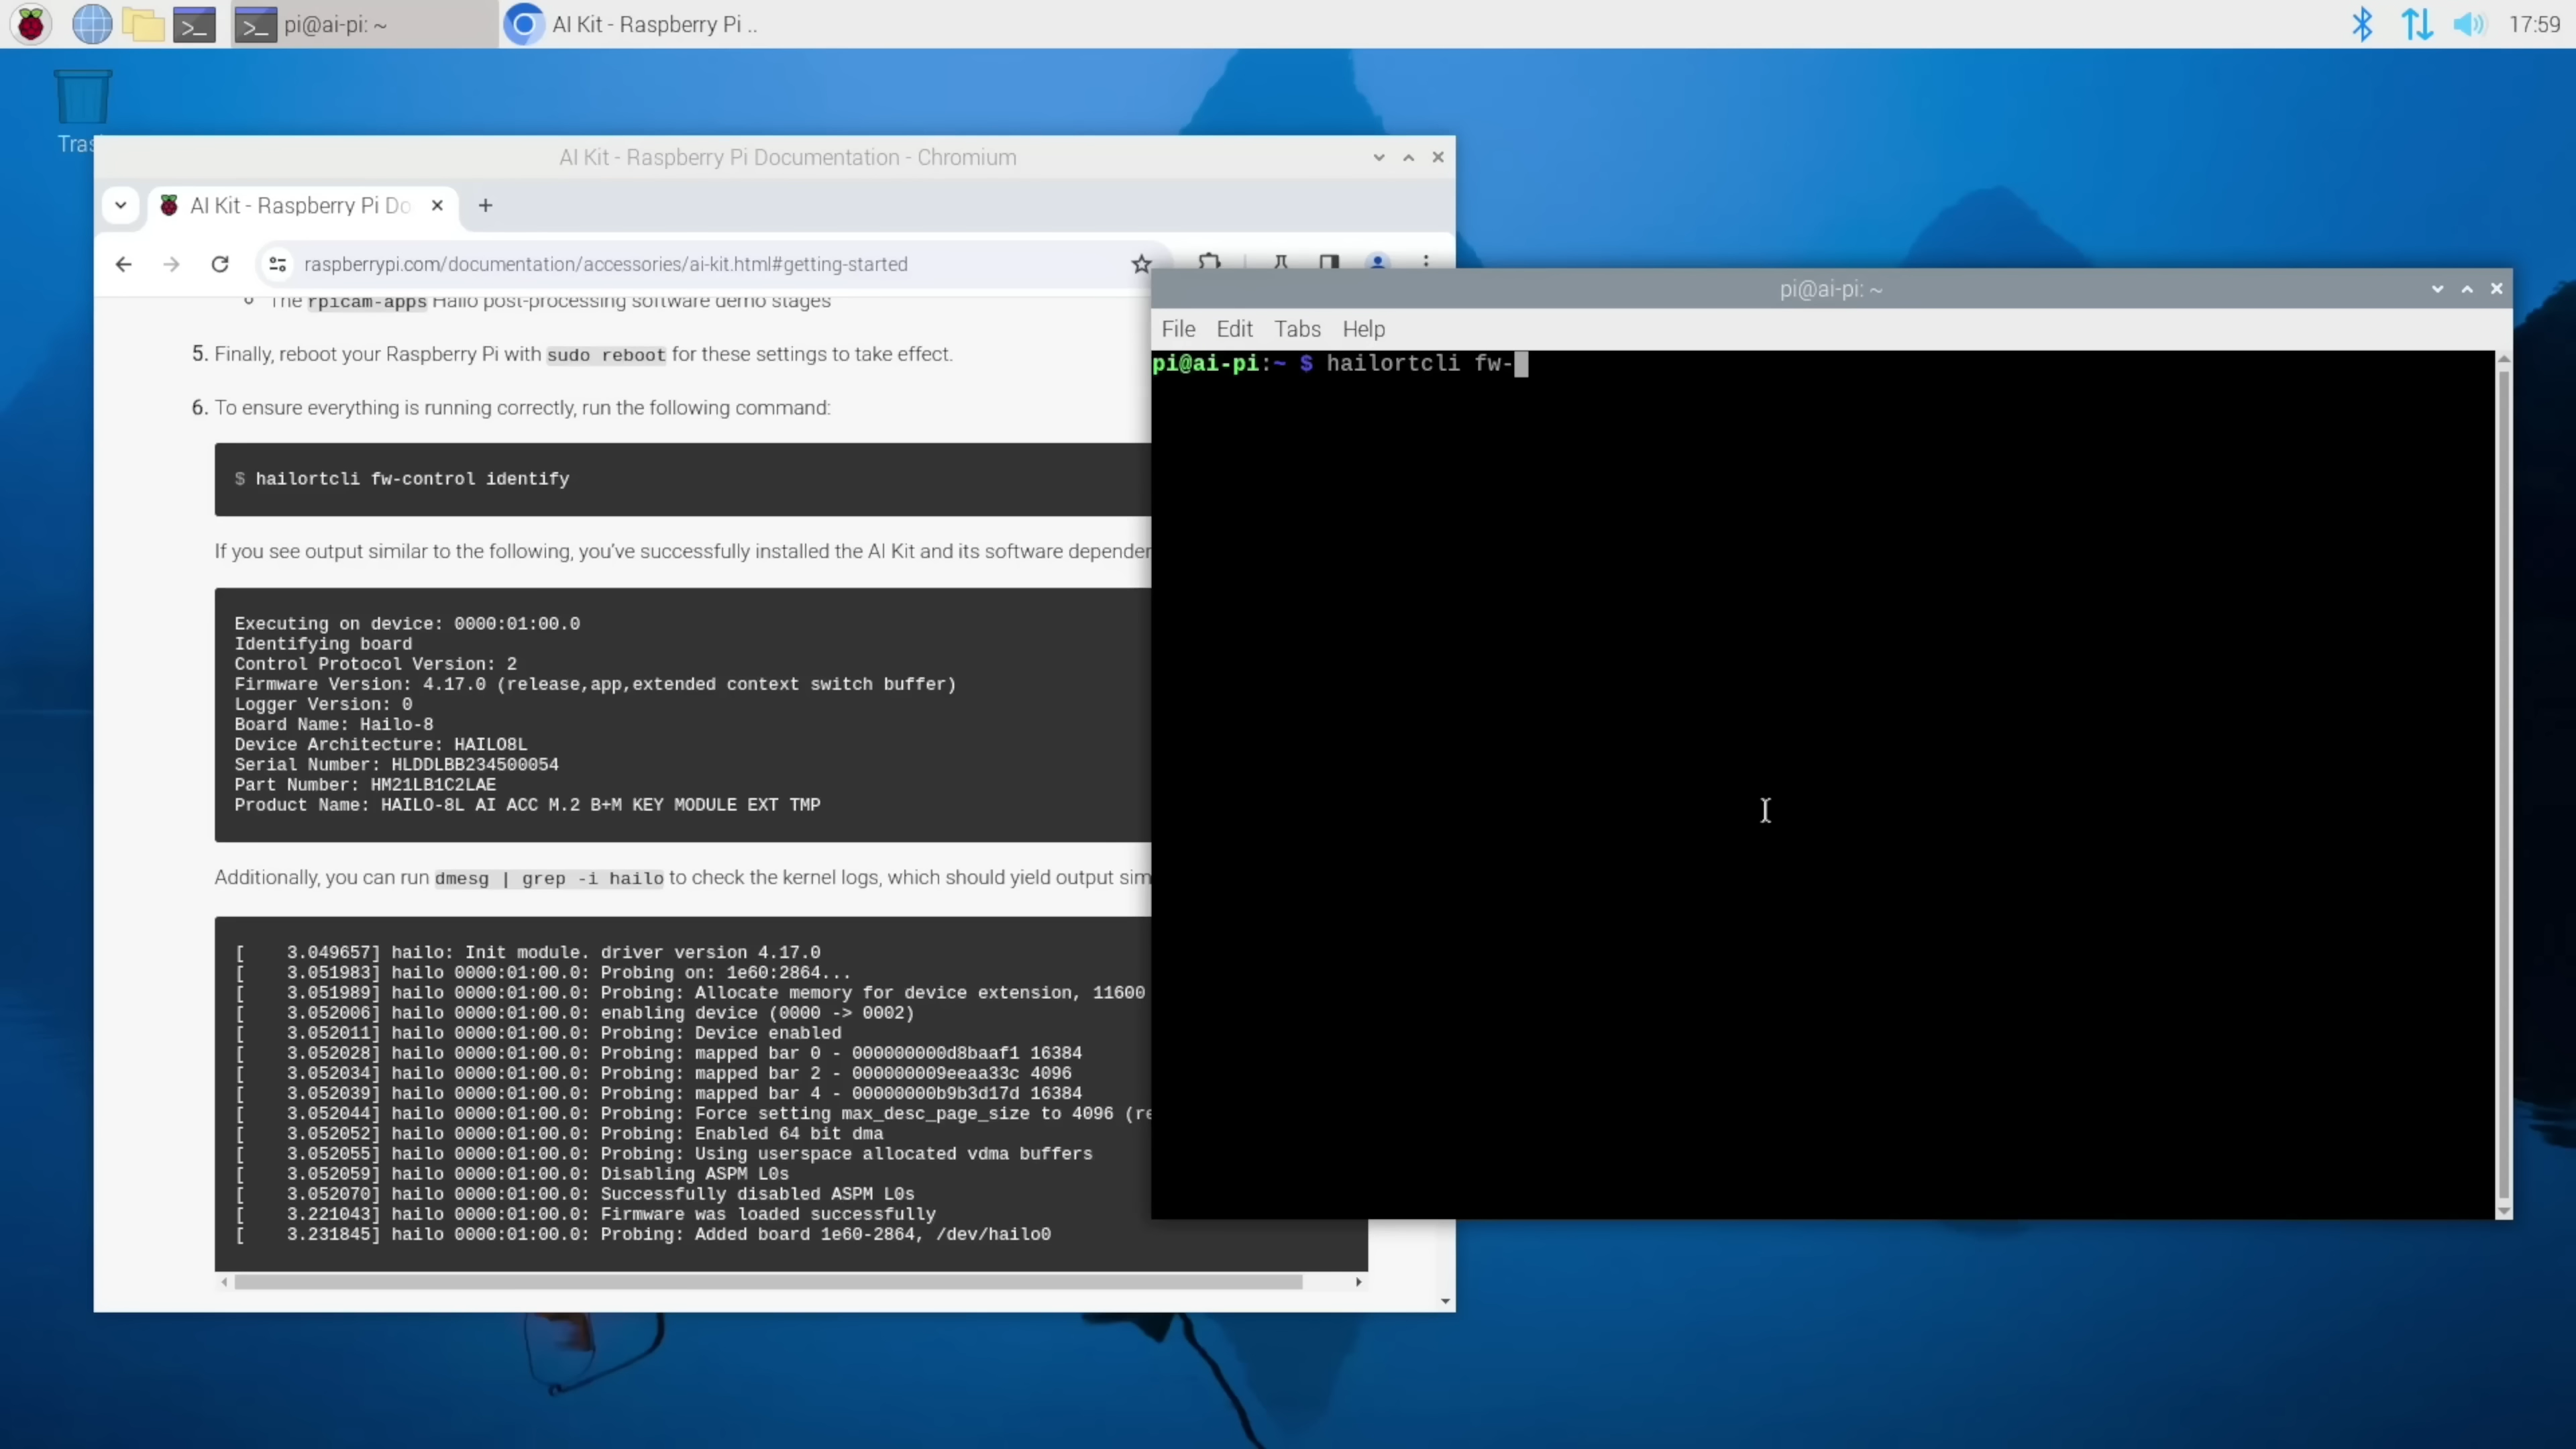 pi@ai-pi: ~
AI Kit - Raspberry Pi ..
17:59
AI Kit - Raspberry Pi Documentation - Chromium
AI Kit - Raspberry Pi Do
raspberrypi.com/documentation/accessories/ai-kit.html#getting-started
The rpicam-apps Hailo post-processing software demo stages
5. Finally, reboot your Raspberry Pi with sudo reboot for these settings to take effect.
6. To ensure everything is running correctly, run the following command:
$ hailortcli fw-control identify
If you see output similar to the following, you've successfully installed the AI Kit and its software depender
Executing on device: 0000:01:00.0
Identifying board
Control Protocol Version: 2
Firmware Version: 4.17.0 (release,app,extended context switch buffer)
Logger Version: 0
Board Name: Hailo-8
Device Architecture: HAILO8L
Serial Number: HLDDLBB234500054
Part Number: HM21LB1C2LAE
Product Name: HAILO-8L AI ACC M.2 B+M KEY MODULE EXT TMP
Additionally, you can run dmesg | grep -i hailo to check the kernel logs, which should yield output sim
[    3.049657] hailo: Init module. driver version 4.17.0
[    3.051983] hailo 0000:01:00.0: Probing on: 1e60:2864...
[    3.051989] hailo 0000:01:00.0: Probing: Allocate memory for device extension, 11600
[    3.052006] hailo 0000:01:00.0: enabling device (0000 -> 0002)
[    3.052011] hailo 0000:01:00.0: Probing: Device enabled
[    3.052028] hailo 0000:01:00.0: Probing: mapped bar 0 - 000000000d8baaf1 16384
[    3.052034] hailo 0000:01:00.0: Probing: mapped bar 2 - 000000009eeaa33c 4096
[    3.052039] hailo 0000:01:00.0: Probing: mapped bar 4 - 00000000b9b3d17d 16384
[    3.052044] hailo 0000:01:00.0: Probing: Force setting max_desc_page_size to 4096 (re
[    3.052052] hailo 0000:01:00.0: Probing: Enabled 64 bit dma
[    3.052055] hailo 0000:01:00.0: Probing: Using userspace allocated vdma buffers
[    3.052059] hailo 0000:01:00.0: Disabling ASPM L0s
[    3.052070] hailo 0000:01:00.0: Successfully disabled ASPM L0s
[    3.221043] hailo 0000:01:00.0: Firmware was loaded successfully
[    3.231845] hailo 0000:01:00.0: Probing: Added board 1e60-2864, /dev/hailo0
pi@ai-pi: ~
File Edit Tabs Help
pi@ai-pi:~ $ hailortcli fw-
Tras